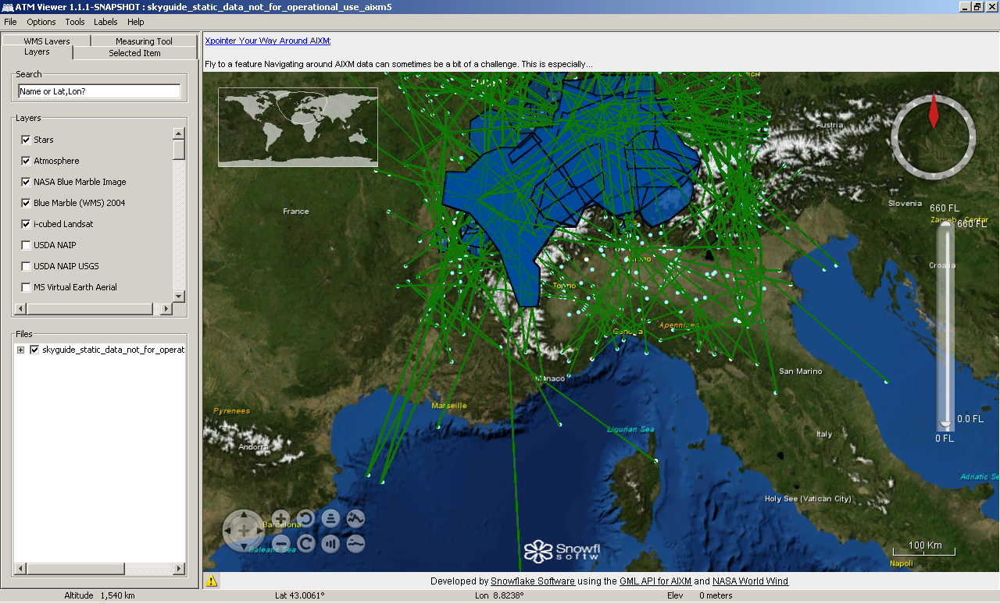 ATM Viewer 1.1.1-SNAPSHOT : skyguide_static_data_not_for_operational_use_aixm5
File Options Tools Labels Help
WMS Layers Measuring Tool
Layers Selected Item
Search
Name or Lat,Lon?
Layers
Stars
Atmosphere
NASA Blue Marble Image
Blue Marble (WMS) 2004
i-cubed Landsat
USDA NAIP
USDA NAIP USGS
MS Virtual Earth Aerial
Files
skyguide_static_data_not_for_operat
Xpointer Your Way Around AIXM:
Fly to a feature Navigating around AIXM data can sometimes be a bit of a challenge. This is especially...
Austria
France
Slovenia
660 FL
660 FL
Croatia
Torino
Genova
Monaco
San Marino
Marseille
Pyrenees
Andorra
Ligurian Sea
Italy
0.0 FL
0 FL
Adriatic Se
Holy See (Vatican City)
Barcelona
Balearic Sea
Snowfl
softw
100 Km
Napoli
Developed by Snowflake Software using the GML API for AIXM and NASA World Wind
Altitude 1,540 km Lat 43.0061° Lon 8.8238° Elev 0 meters